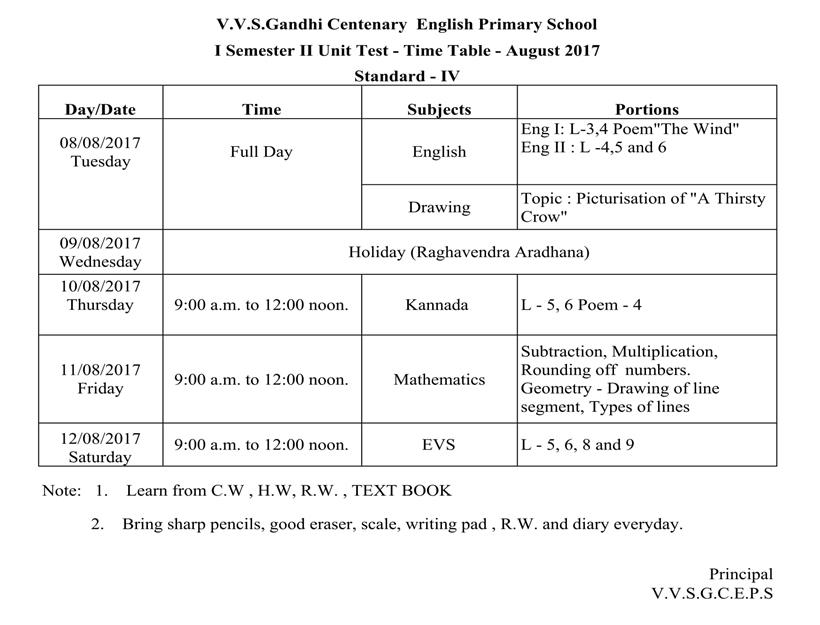 V.V.S.Gandhi Centenary English Primary School
I Semester II Unit Test - Time Table - August 2017
Standard - IV
Day/Date Time Subjects Portions
08/08/2017
Tuesday
Full Day
English
Eng I: L-3,4 Poem"The Wind"
Eng II : L -4,5 and 6
Drawing
Topic : Picturisation of "A Thirsty
Crow"
09/08/2017
Wednesday
Holiday (Raghavendra Aradhana)
10/08/2017
Thursday
9:00 a.m. to 12:00 noon.
Kannada
L - 5, 6 Poem - 4
11/08/2017
Friday
9:00 a.m. to 12:00 noon.
Mathematics
Subtraction, Multiplication,
Rounding off numbers.
Geometry - Drawing of line
segment, Types of lines
12/08/2017
Saturday
9:00 a.m. to 12:00 noon.
EVS
L - 5, 6, 8 and 9
Note: 1. Learn from C.W , H.W, R.W. , TEXT BOOK
2. Bring sharp pencils, good eraser, scale, writing pad , R.W. and diary everyday.
Principal
V.V.S.G.C.E.P.S